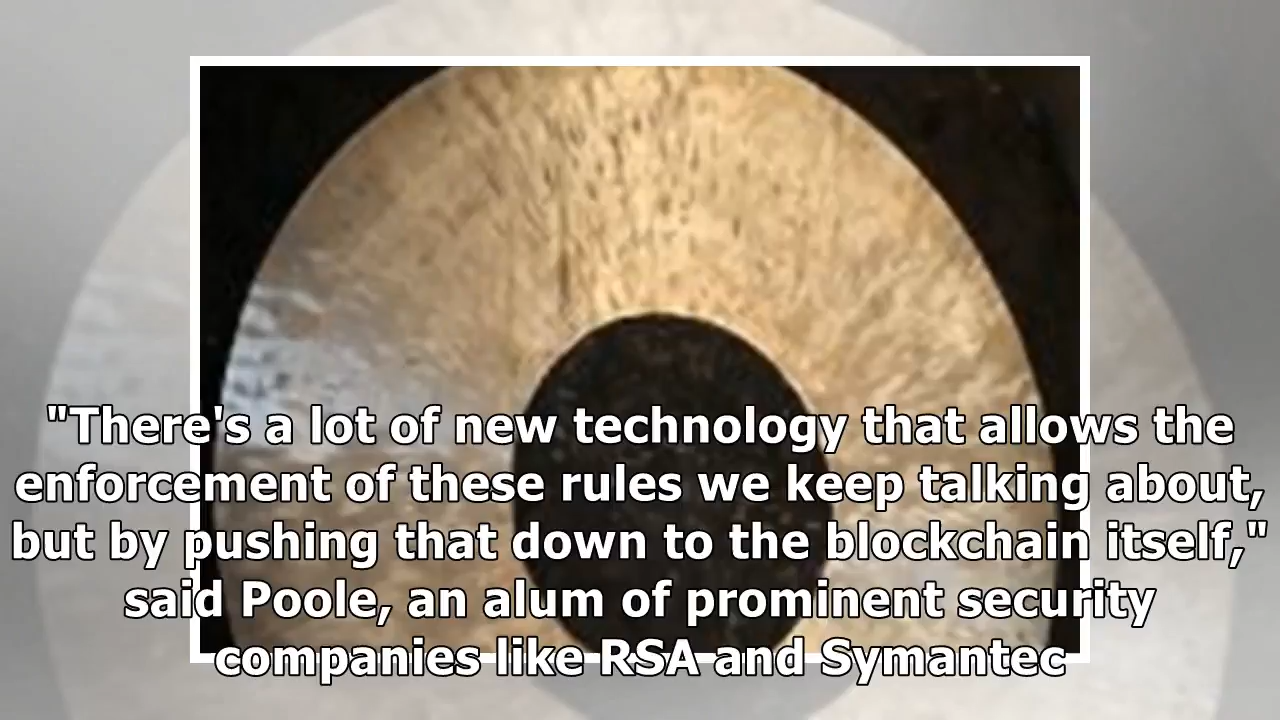 "There's a lot of new technology that allows the
enforcement of these rules we keep talking about,
but by pushing that down to the blockchain itself,"
said Poole, an alum of prominent security
companies like RSA and Symantec